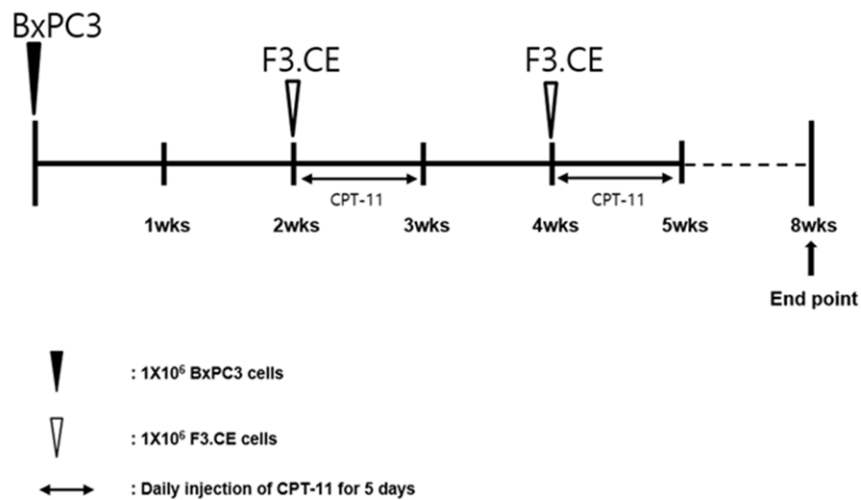 BxPC3
F3.CE F3.CE
CPT-11 CPT-11
1wks 2wks 3wks 4wks 5wks 8wks
End point
: 1X10⁶ BxPC3 cells
: 1X10⁶ F3.CE cells
: Daily injection of CPT-11 for 5 days